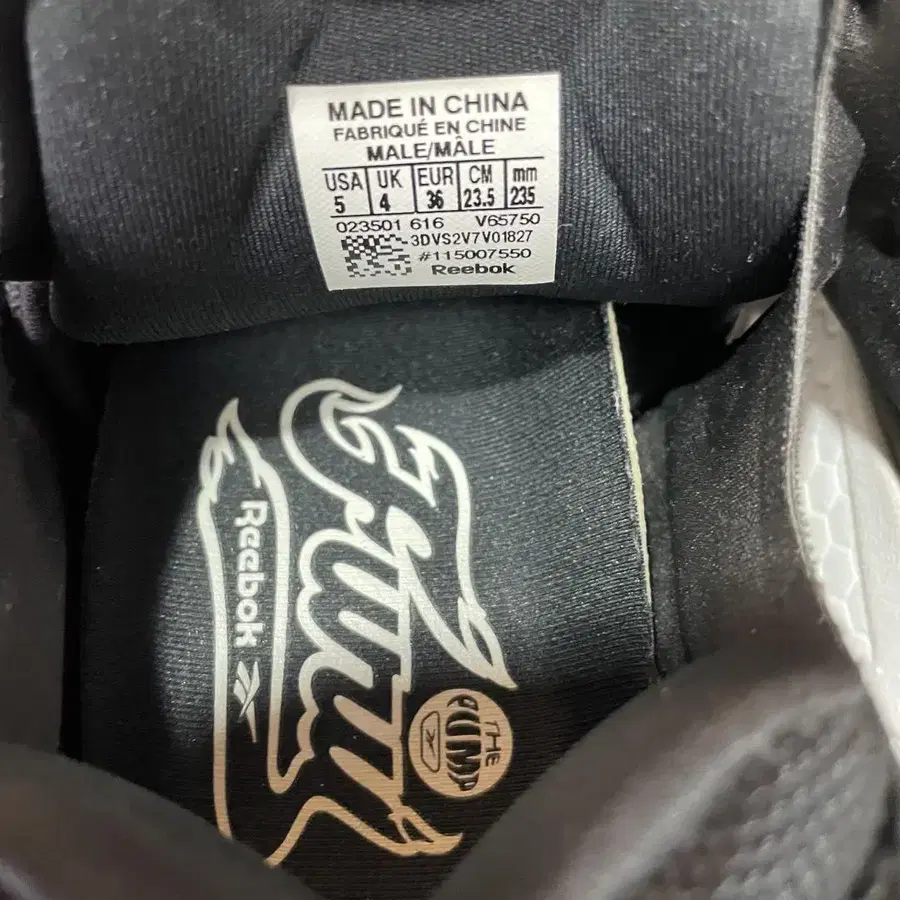 MADE IN CHINA
FABRIQUÉ EN CHINE
MALE/MÂLE
USA UK EUR CM mm
5 4 36 23.5 235
023501 616 V65750
3DVS2V7V01827
#115007550
Reebok
Reebok
Fury
THE
PUMP